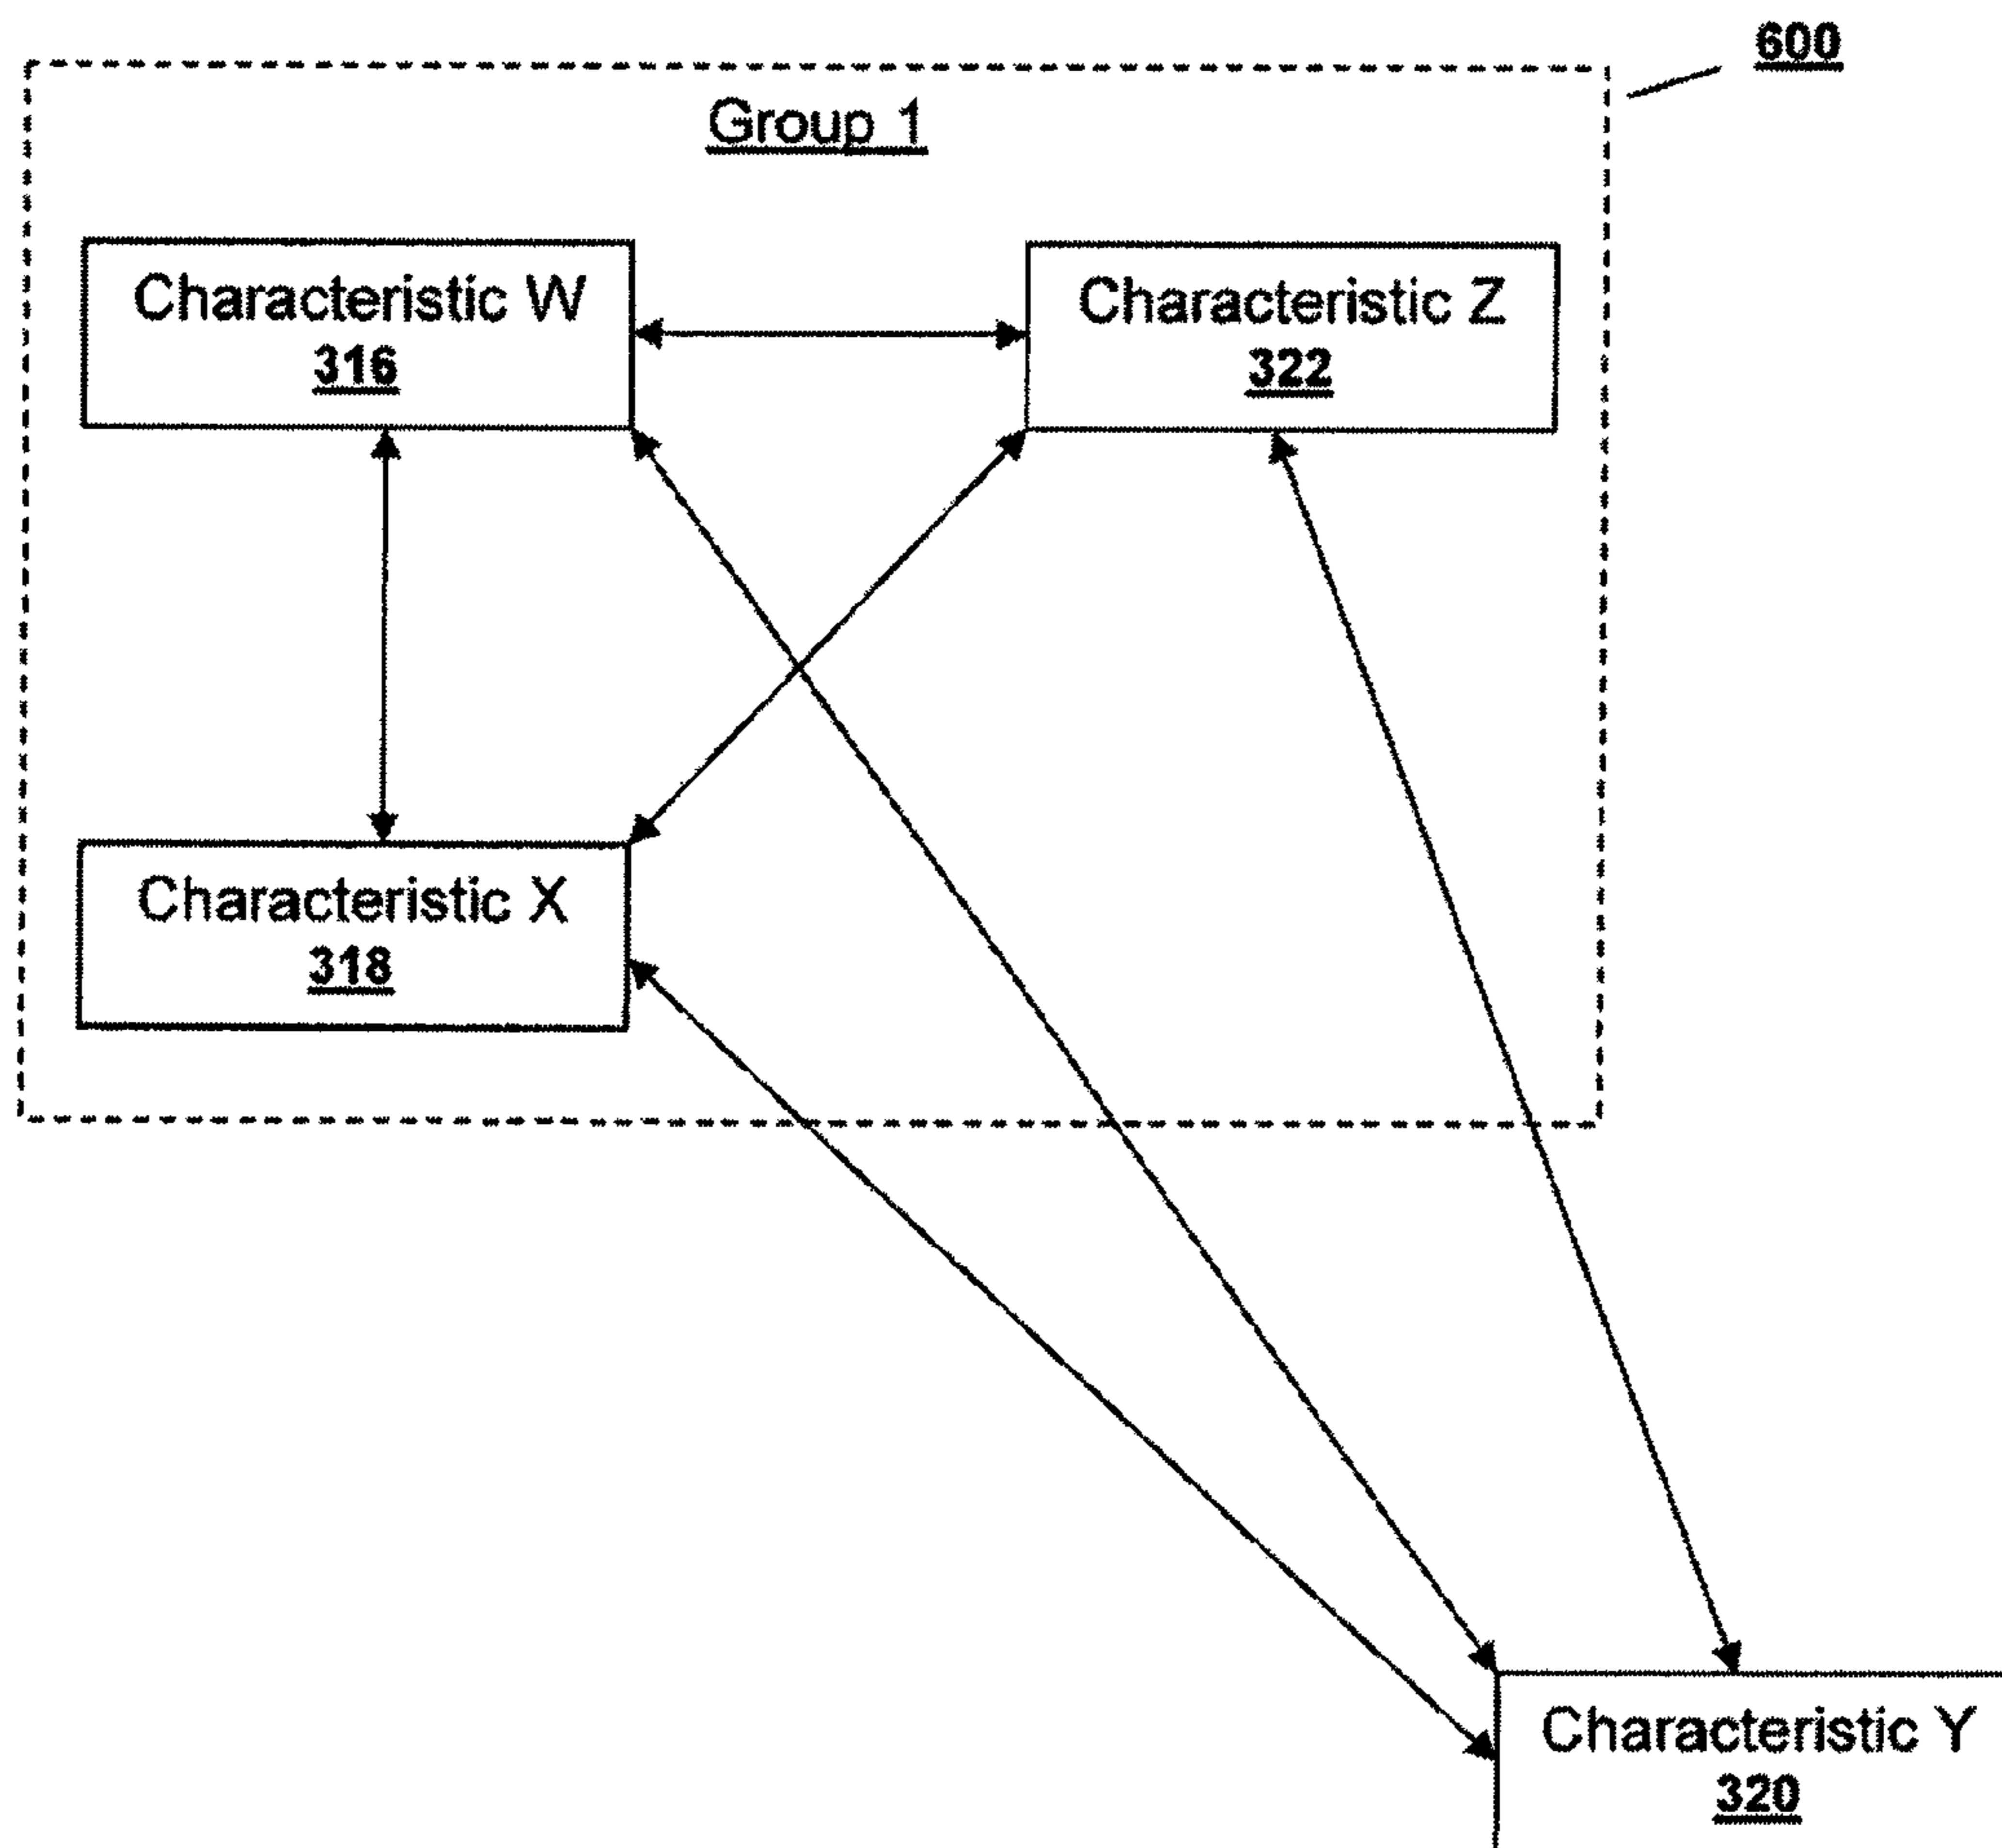 600
Group 1
Characteristic W
316
Characteristic Z
322
Characteristic X
318
Characteristic Y
320